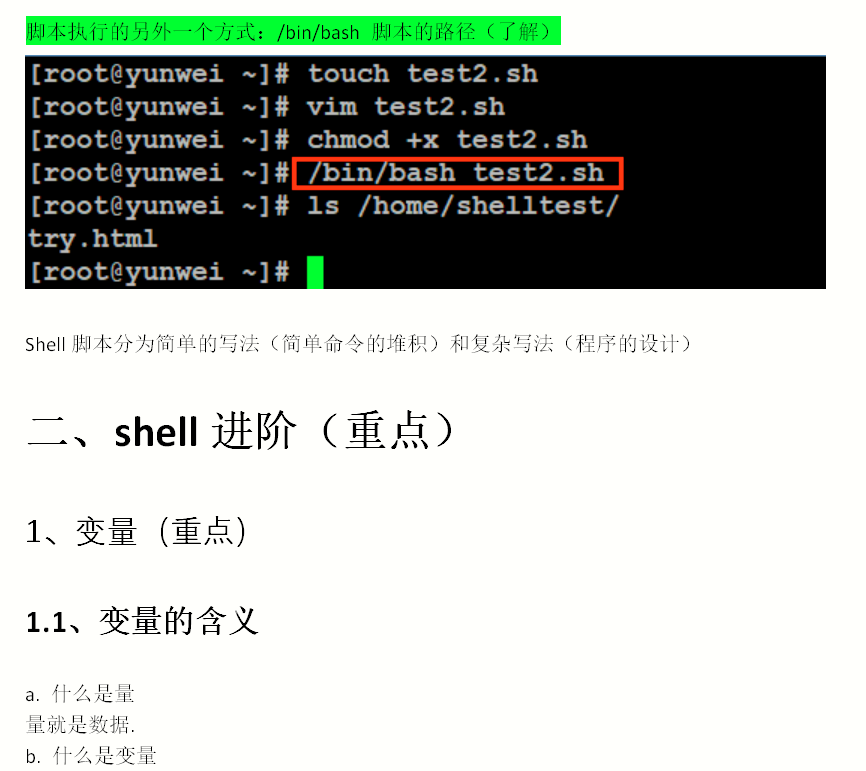 脚本执行的另外一个方式：/bin/bash 脚本的路径（了解）
[root@yunwei ~]# touch test2.sh
[root@yunwei ~]# vim test2.sh
[root@yunwei ~]# chmod +x test2.sh
[root@yunwei ~]# /bin/bash test2.sh
[root@yunwei ~]# ls /home/shelltest/
try.html
[root@yunwei ~]#
Shell 脚本分为简单的写法（简单命令的堆积）和复杂写法（程序的设计）
二、shell 进阶（重点）
1、变量（重点）
1.1、变量的含义
a. 什么是量
量就是数据.
b. 什么是变量